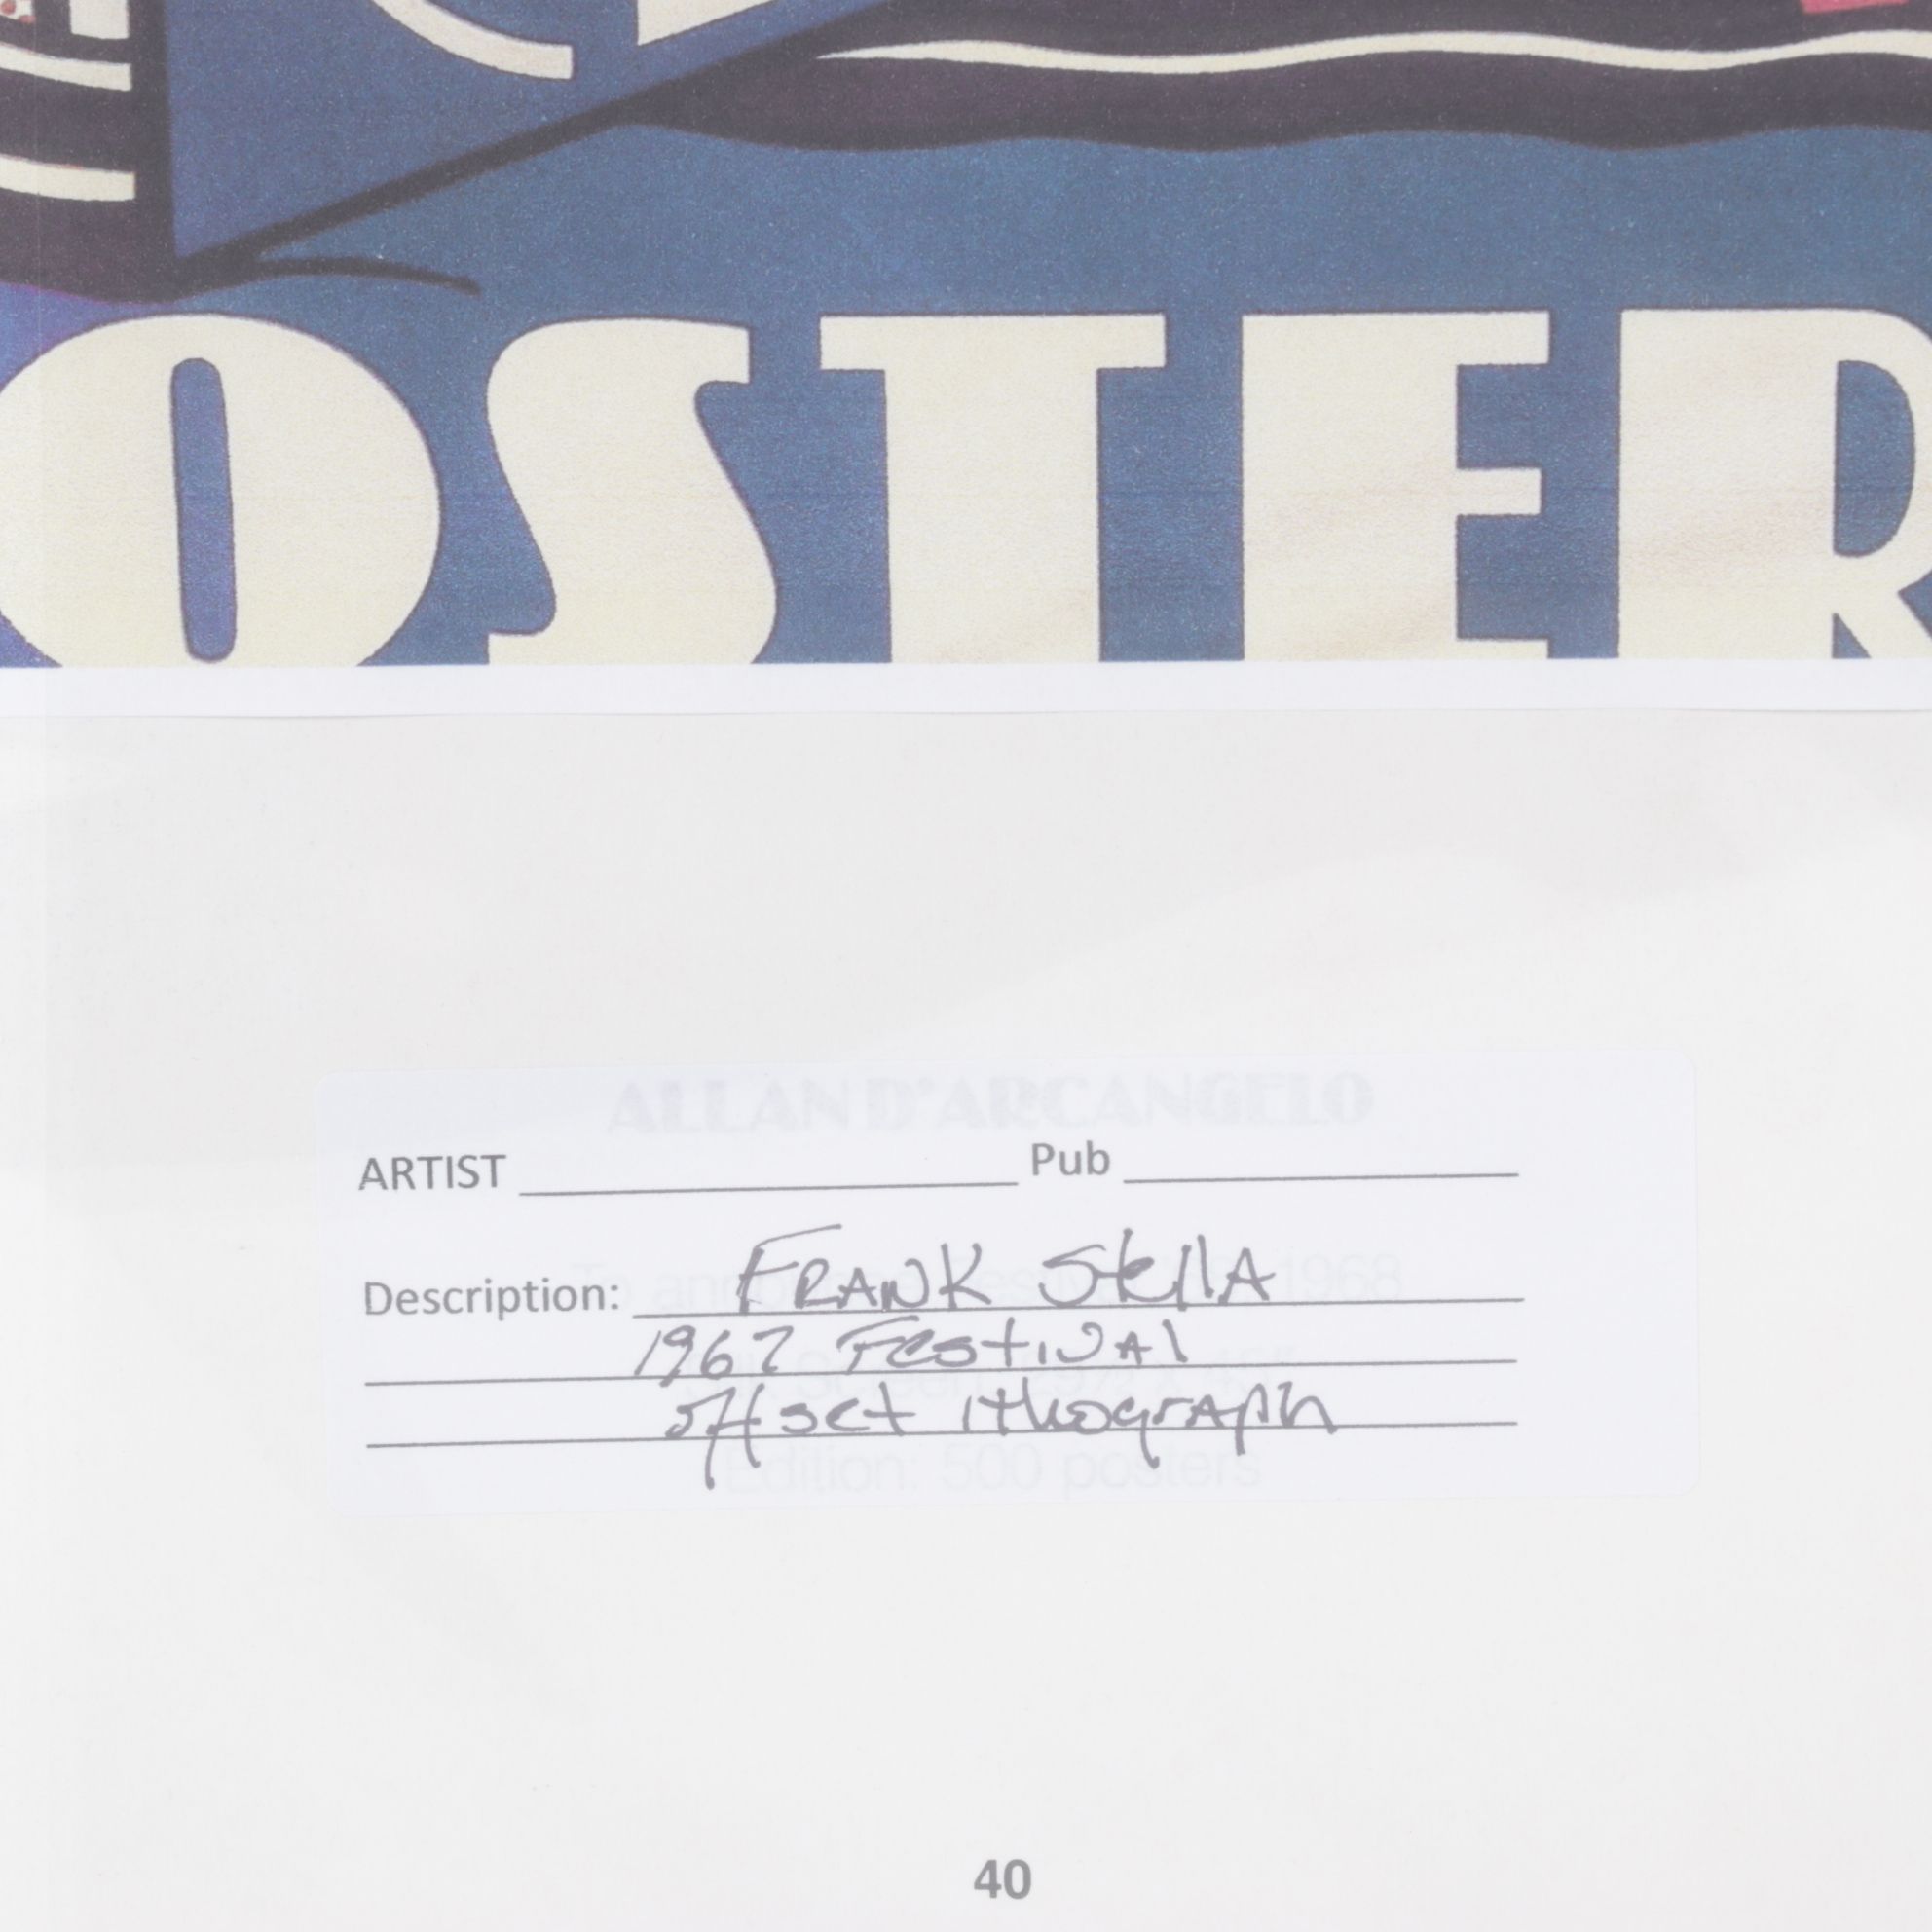 OSTER
ALLAN D'ARCANGELO
ARTIST Pub
Description: FRANK StellA
1967 FestivAl
offset lithogrAph
Edition: 500 posters
40